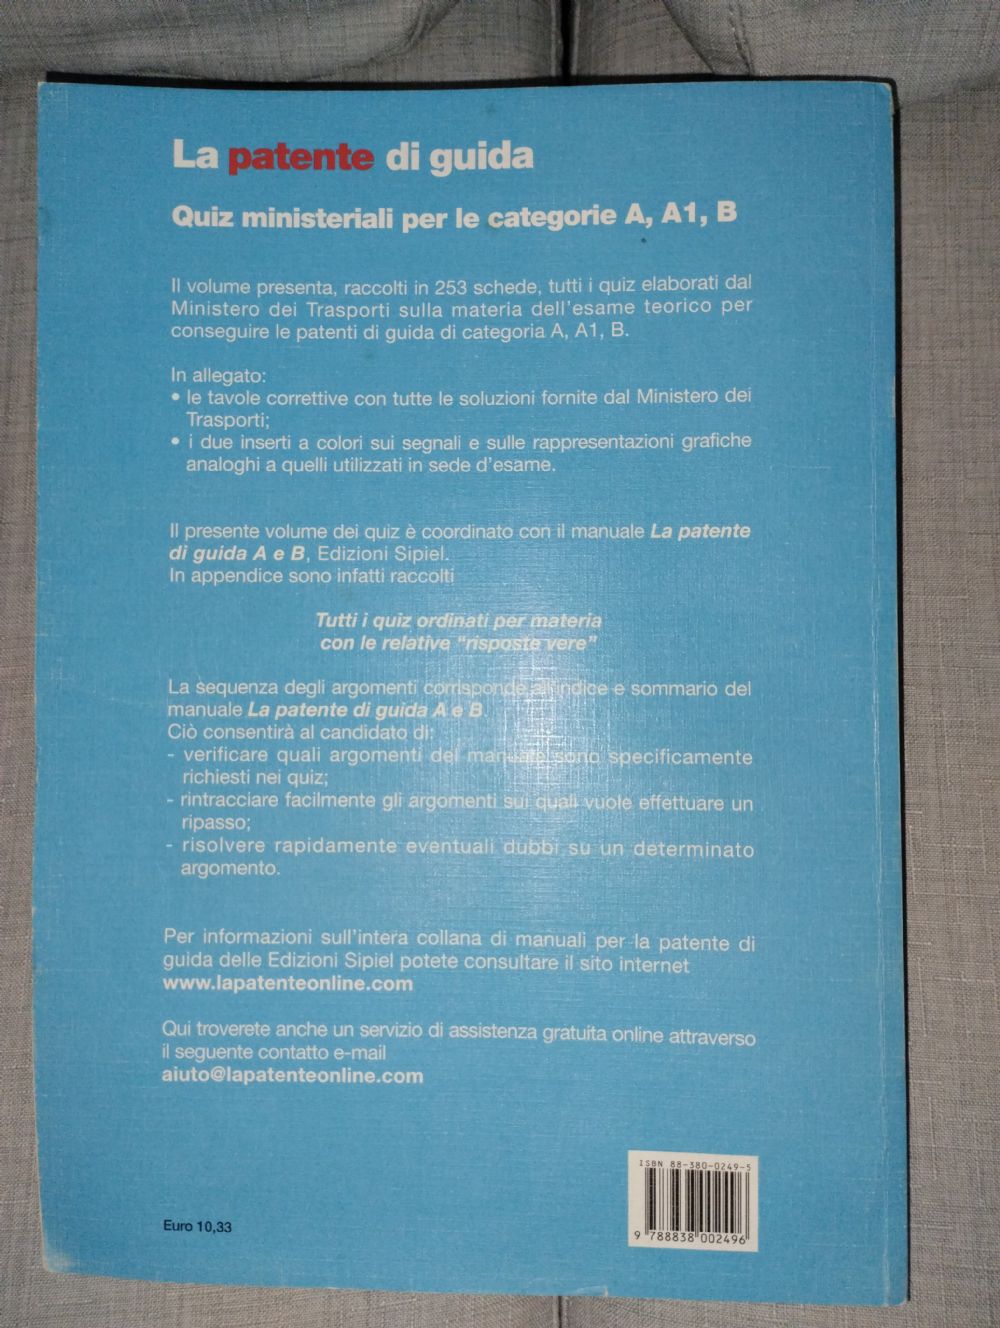 La patente di guida
Quiz ministeriali per le categorie A, A1, B
Il volume presenta, raccolti in 253 schede, tutti i quiz elaborati dal
Ministero dei Trasporti sulla materia dell'esame teorico per
conseguire le patenti di guida di categoria A, A1, B.
In allegato:
• le tavole correttive con tutte le soluzioni fornite dal Ministero dei
Trasporti;
• i due inserti a colori sui segnali e sulle rappresentazioni grafiche
analoghi a quelli utilizzati in sede d'esame.
Il presente volume dei quiz è coordinato con il manuale La patente
di guida A e B, Edizioni Sipiel.
In appendice sono infatti raccolti
Tutti i quiz ordinati per materia
con le relative "risposte vere"
La sequenza degli argomenti corrisponde all'indice e sommario del
manuale La patente di guida A e B.
Ciò consentirà al candidato di:
- verificare quali argomenti del manuale sono specificamente
richiesti nei quiz;
- rintracciare facilmente gli argomenti sui quali vuole effettuare un
ripasso;
- risolvere rapidamente eventuali dubbi su un determinato
argomento.
Per informazioni sull'intera collana di manuali per la patente di
guida delle Edizioni Sipiel potete consultare il sito internet
www.lapatenteonline.com
Qui troverete anche un servizio di assistenza gratuita online attraverso
il seguente contatto e-mail
aiuto@lapatenteonline.com
ISBN 88-380-0249-5
9 788838 002496
Euro 10,33